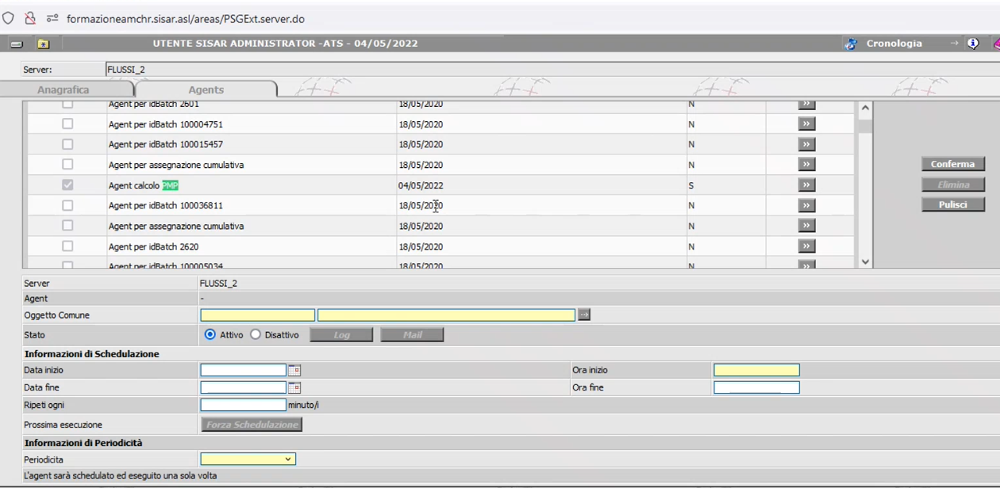 formazioneamchr.sisar.asl/areas/PSGExt.server.do
UTENTE SISAR ADMINISTRATOR -ATS - 04/05/2022 Cronologia
Server: FLUSSI_2
Anagrafica Agents
Agent per idBatch 2601 18/05/2020 N »
Agent per idBatch 100004751 18/05/2020 N »
Agent per idBatch 100015457 18/05/2020 N »
Agent per assegnazione cumulativa 18/05/2020 N »
Conferma
Agent calcolo PMP 04/05/2022 S »
Elimina
Agent per idBatch 100036811 18/05/2020 N »
Pulisci
Agent per assegnazione cumulativa 18/05/2020 N »
Agent per idBatch 2620 18/05/2020 N »
Agent per idBatch 100005034 18/05/2020 N »
Server FLUSSI_2
Agent -
Oggetto Comune
Stato Attivo Disattivo Log Mail
Informazioni di Schedulazione
Data inizio Ora inizio
Data fine Ora fine
Ripeti ogni minuto/i
Prossima esecuzione Forza Schedulazione
Informazioni di Periodicità
Periodicita
L'agent sarà schedulato ed eseguito una sola volta